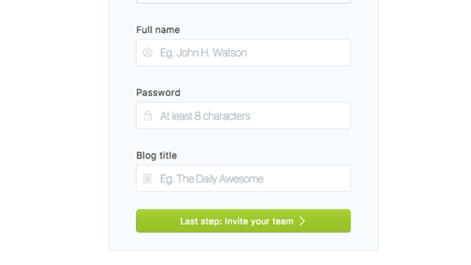 Full name
Eg. John H. Watson
Password
At least 8 characters
Blog title
Eg. The Daily Awesome
Last step: Invite your team